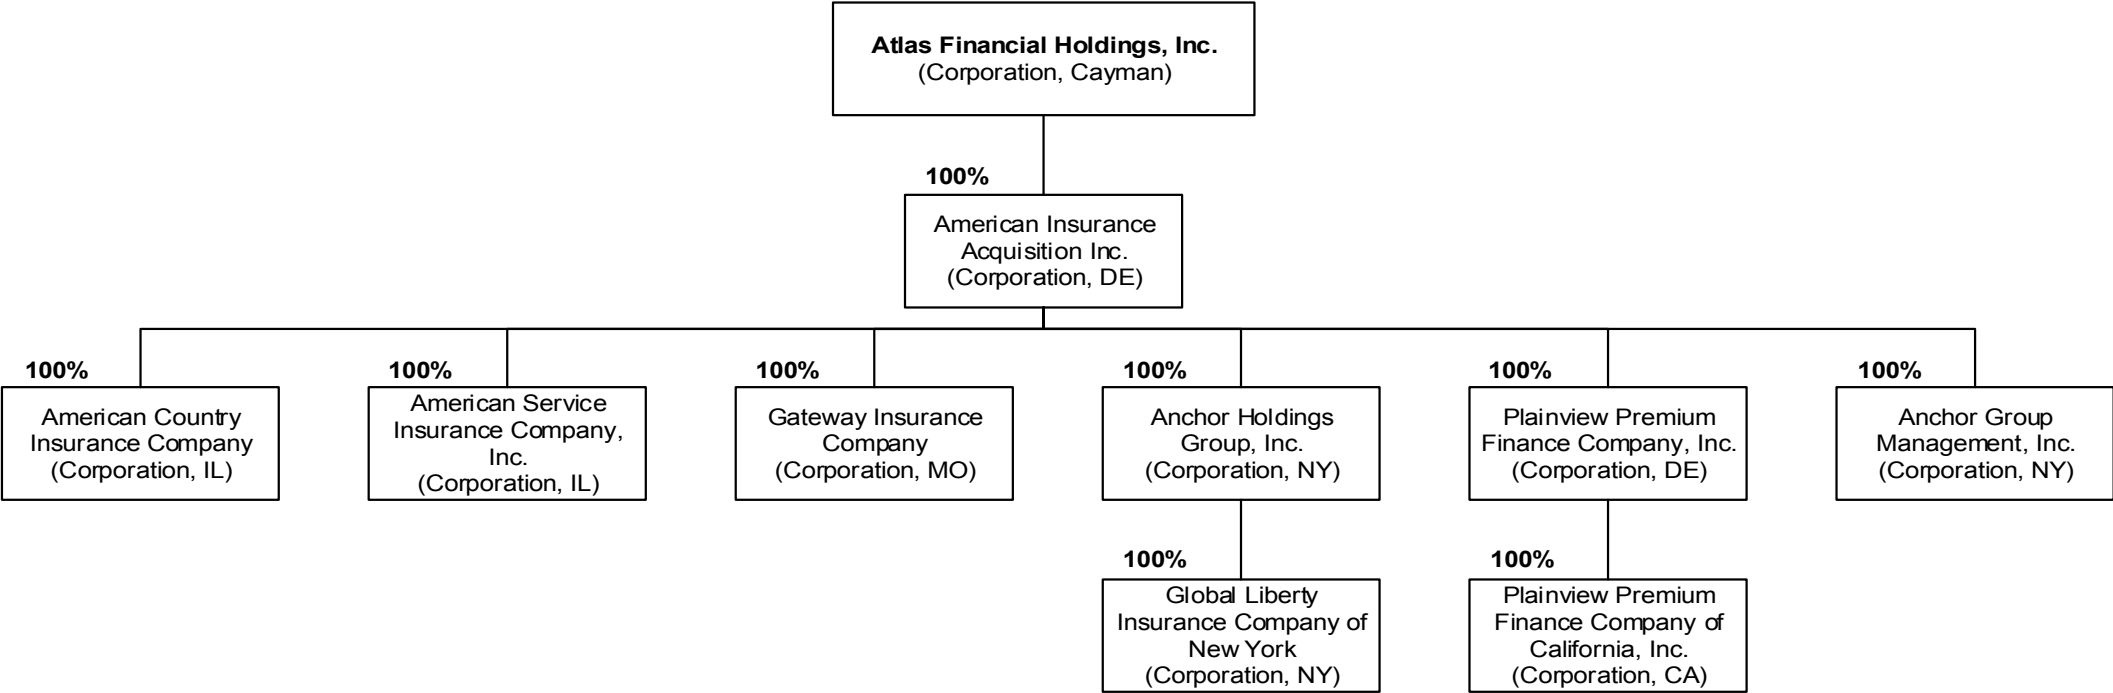 Atlas Financial Holdings, Inc.
(Corporation, Cayman)
100%
American Insurance
Acquisition Inc.
(Corporation, DE)
100%
American Country
Insurance Company
(Corporation, IL)
100%
American Service
Insurance Company,
Inc.
(Corporation, IL)
100%
Gateway Insurance
Company
(Corporation, MO)
100%
Anchor Holdings
Group, Inc.
(Corporation, NY)
100%
Plainview Premium
Finance Company, Inc.
(Corporation, DE)
100%
Anchor Group
Management, Inc.
(Corporation, NY)
100%
Global Liberty
Insurance Company of
New York
(Corporation, NY)
100%
Plainview Premium
Finance Company of
California, Inc.
(Corporation, CA)